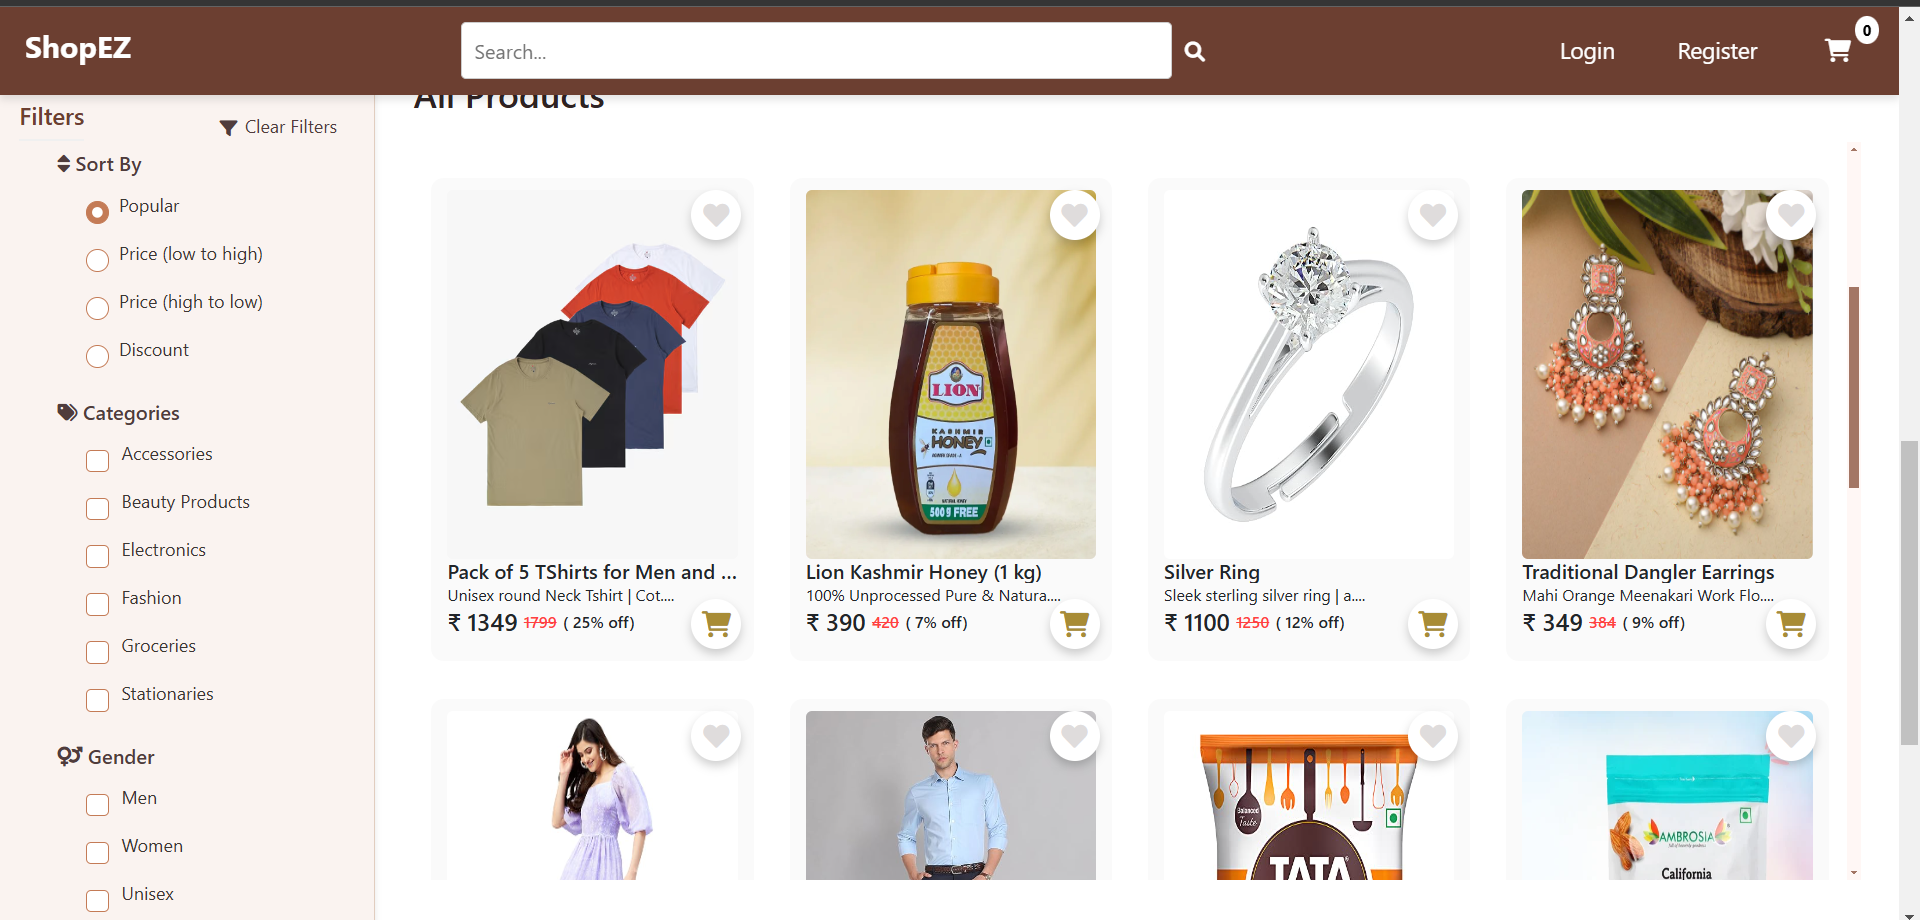 ShopEZ
Search...
Login
Register
0
Filters
Clear Filters
Sort By
Popular
Price (low to high)
Price (high to low)
Discount
Categories
Accessories
Beauty Products
Electronics
Fashion
Groceries
Stationaries
Gender
Men
Women
Unisex
All Products
LION
KASHMIR
HONEY
NATURAL HONEY
500 g FREE
Pack of 5 TShirts for Men and ...
Unisex round Neck Tshirt | Cot....
₹ 1349 1799 ( 25% off)
Lion Kashmir Honey (1 kg)
100% Unprocessed Pure & Natura....
₹ 390 420 ( 7% off)
Silver Ring
Sleek sterling silver ring | a....
₹ 1100 1250 ( 12% off)
Traditional Dangler Earrings
Mahi Orange Meenakari Work Flo....
₹ 349 384 ( 9% off)
Balanced
Taste
TATA
AMBROSIA
California